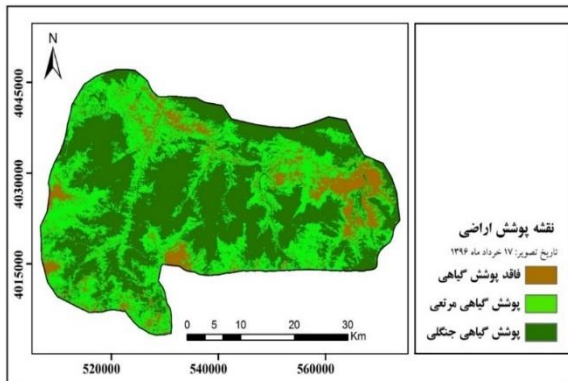 N
4045000
4030000
4015000
520000
540000
560000
0 5 10 20 30
Km
نقشه پوشش اراضی
تاریخ تصویر: ۱۷ خرداد ماه ۱۳۹۶
فاقد پوشش گیاهی
پوشش گیاهی مرتعی
پوشش گیاهی جنگلی